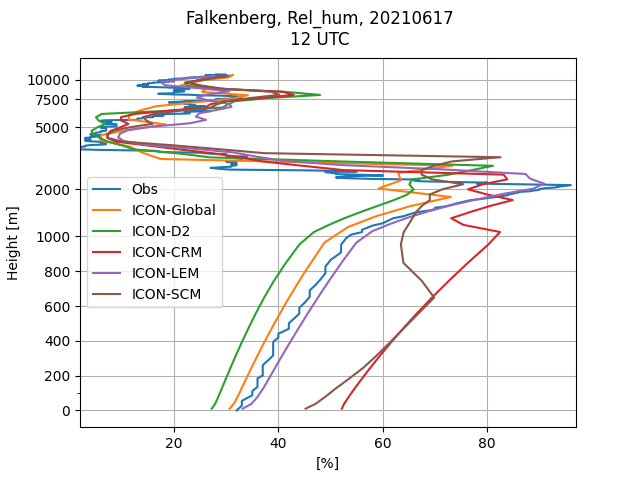 Falkenberg, Rel_hum, 20210617
12 UTC
10000
7500
5000
2000
1000
800
600
400
200
0
Height [m]
Obs
ICON-Global
ICON-D2
ICON-CRM
ICON-LEM
ICON-SCM
20
40
60
80
[%]